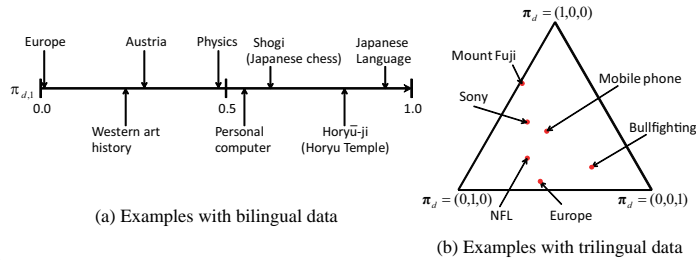 Europe
Austria
Physics
Shogi
(Japanese chess)
Japanese
Language
π_{d,1}
0.0
0.5
1.0
Western art
history
Personal
computer
Horyū-ji
(Horyu Temple)
(a) Examples with bilingual data
π_d = (1,0,0)
Mount Fuji
Mobile phone
Sony
Bullfighting
π_d = (0,1,0)
π_d = (0,0,1)
NFL
Europe
(b) Examples with trilingual data